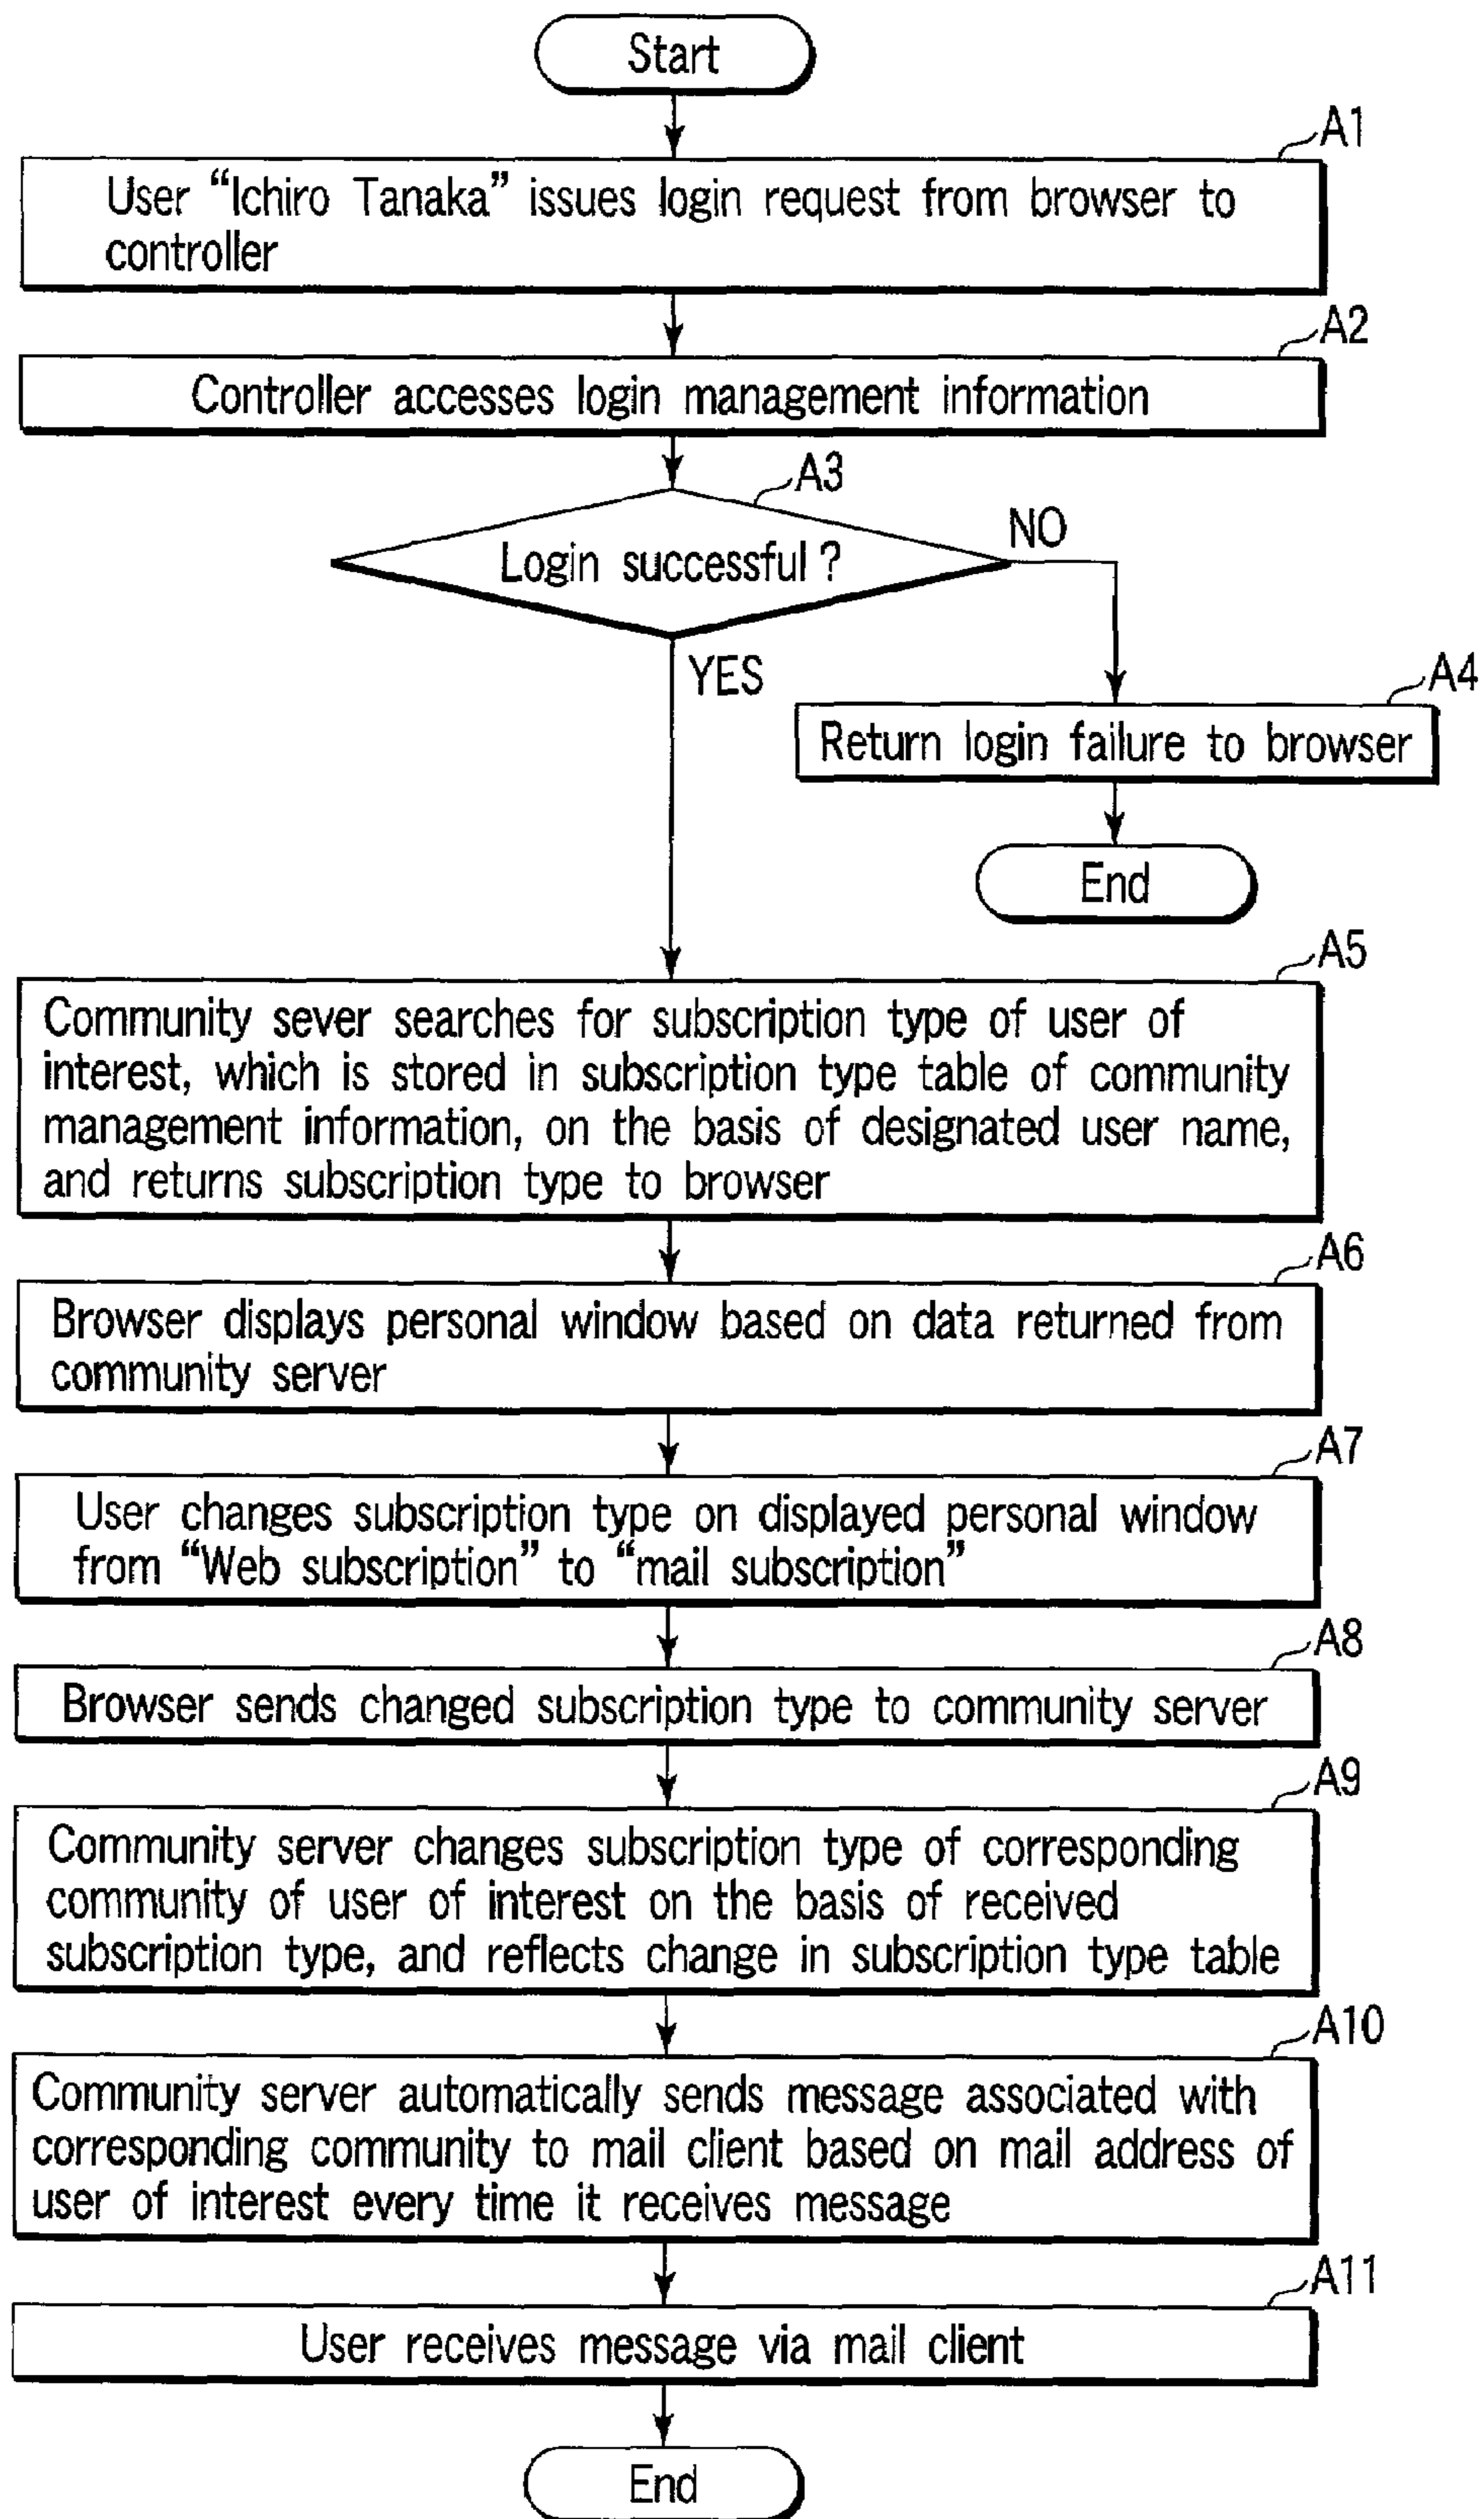 Start
A1
User “Ichiro Tanaka” issues login request from browser to
controller
A2
Controller accesses login management information
A3
Login successful ?
NO
YES
A4
Return login failure to browser
End
A5
Community sever searches for subscription type of user of
interest, which is stored in subscription type table of community
management information, on the basis of designated user name,
and returns subscription type to browser
A6
Browser displays personal window based on data returned from
community server
A7
User changes subscription type on displayed personal window
from “Web subscription” to “mail subscription”
A8
Browser sends changed subscription type to community server
A9
Community server changes subscription type of corresponding
community of user of interest on the basis of received
subscription type, and reflects change in subscription type table
A10
Community server automatically sends message associated with
corresponding community to mail client based on mail address of
user of interest every time it receives message
A11
User receives message via mail client
End